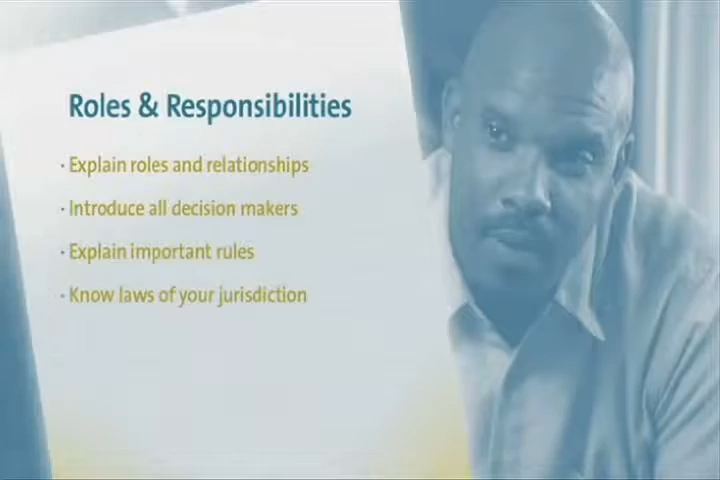 Roles & Responsibilities
· Explain roles and relationships
· Introduce all decision makers
· Explain important rules
· Know laws of your jurisdiction